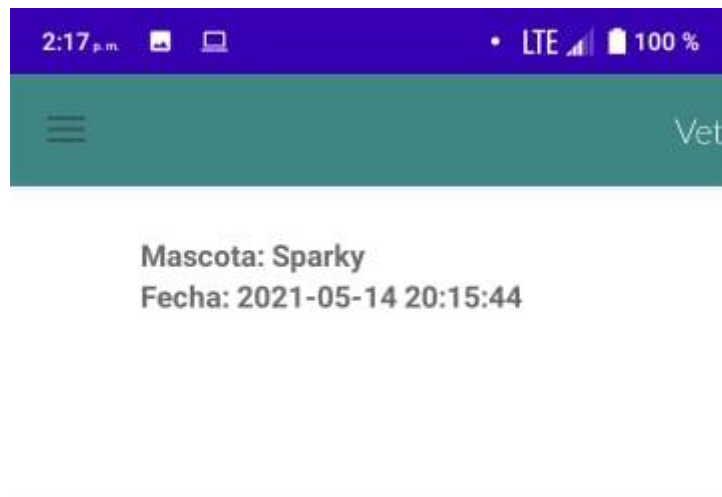 2:17 p. m. LTE 100 %
Vet
Mascota: Sparky
Fecha: 2021-05-14 20:15:44